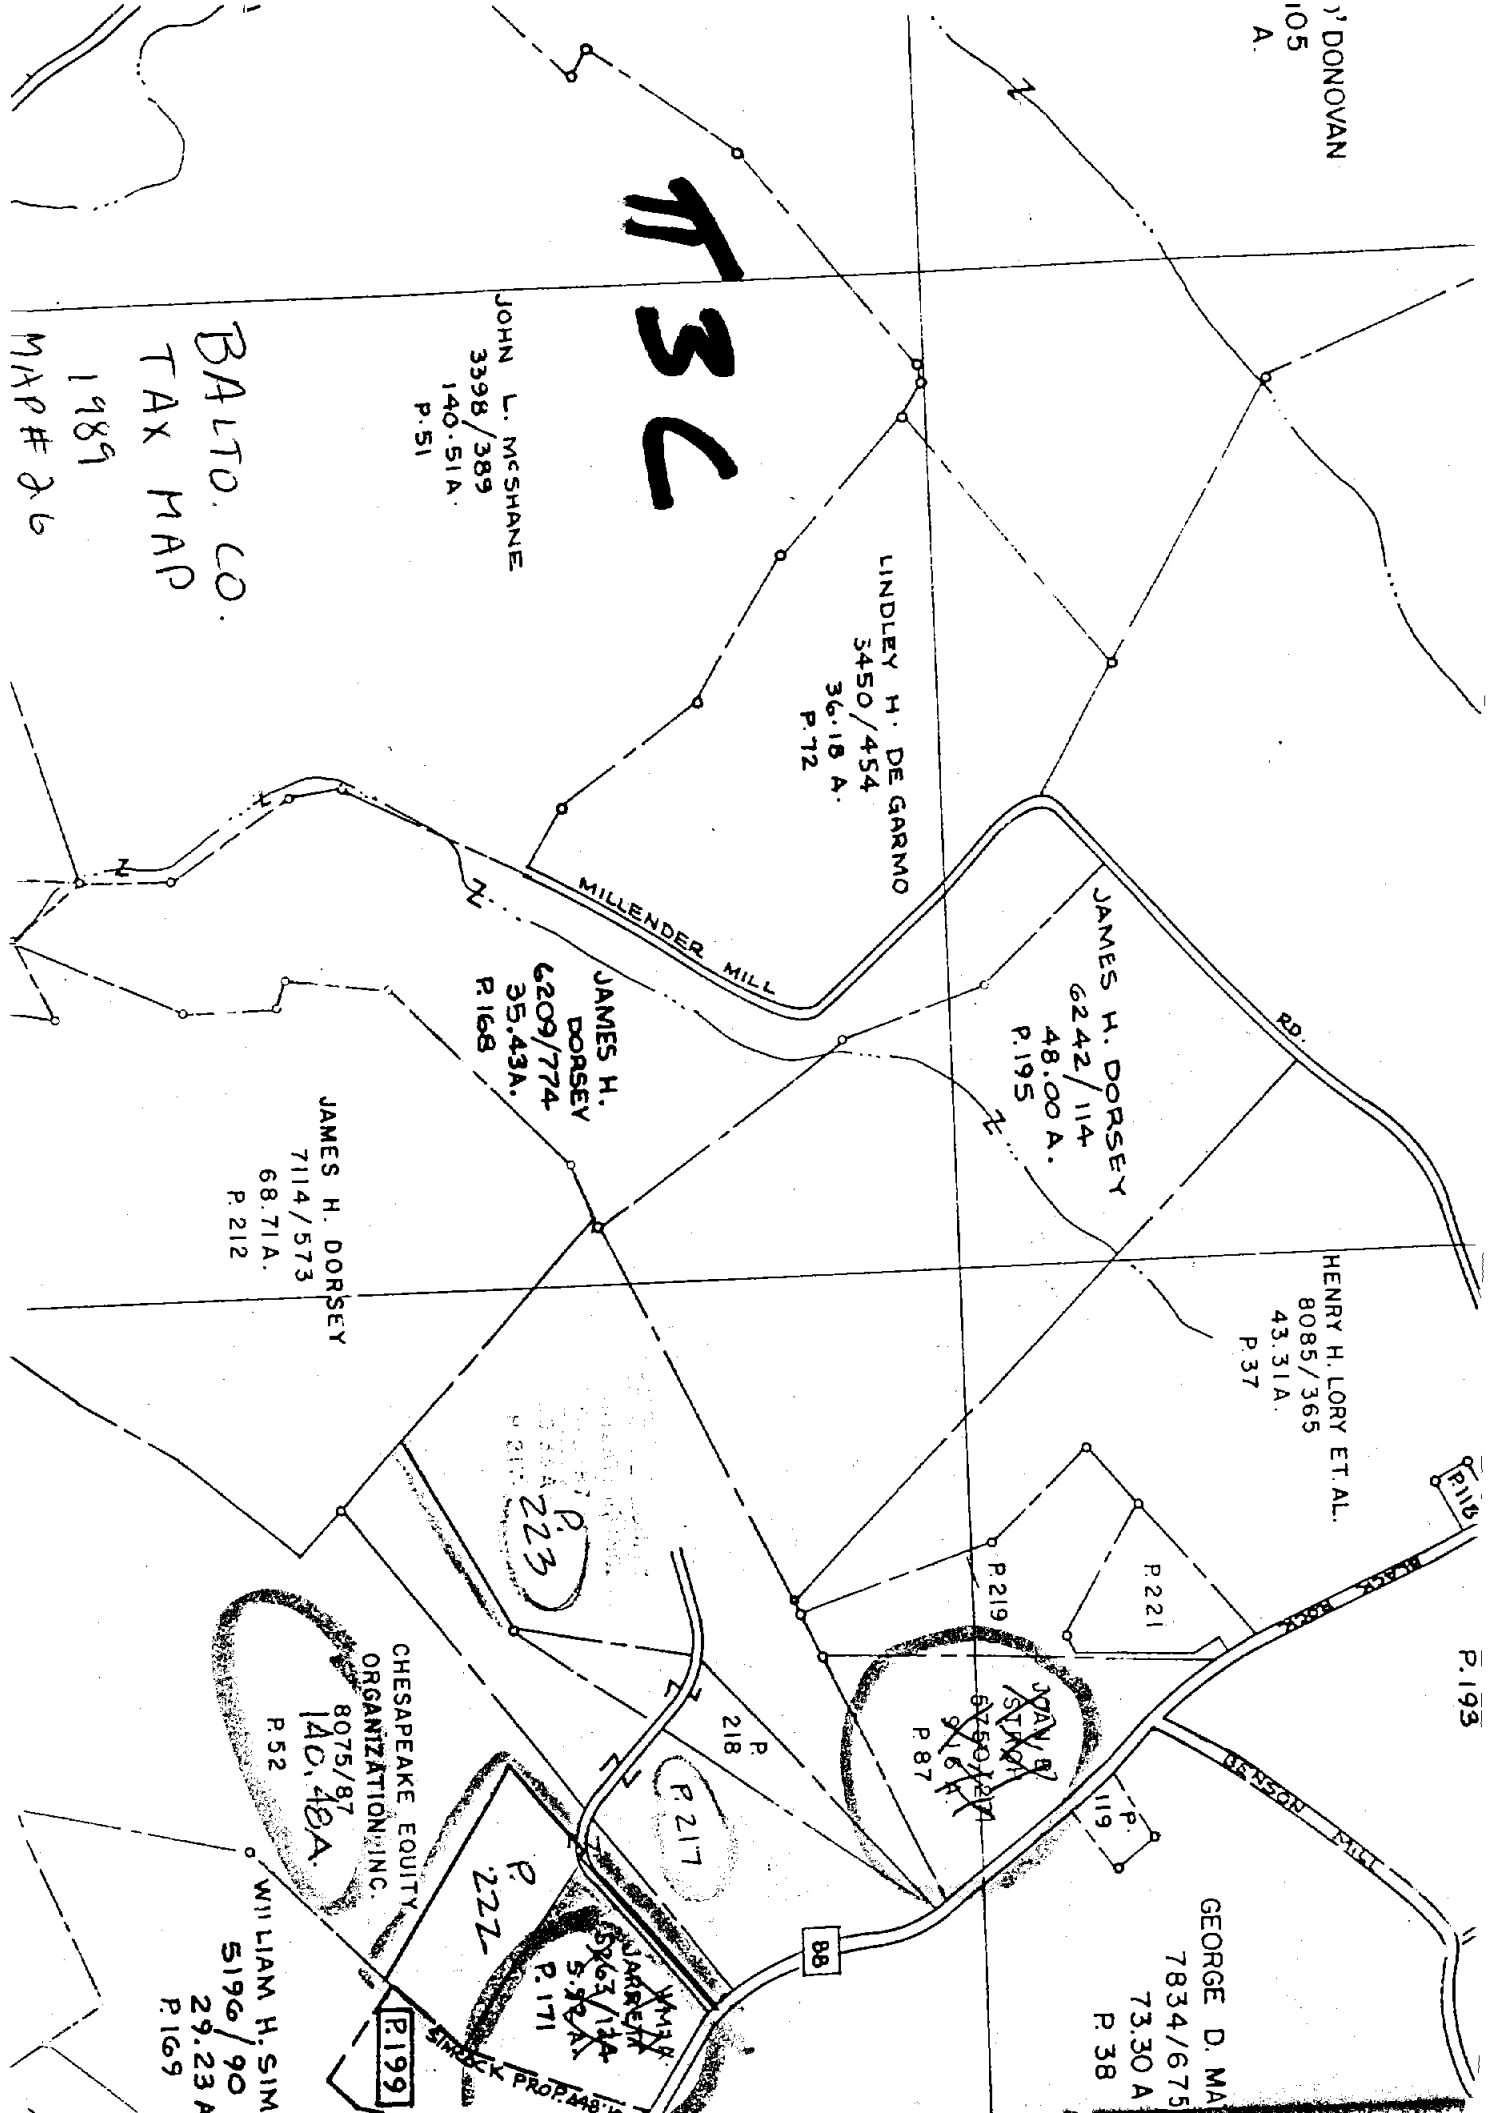 O'DONOVAN
105
A.
JOHN L. McSHANE
3398/389
140.51A.
P.51
BALTO. CO.
TAX MAP
1989
MAP# 26
3C
LINDLEY H. DE GARMO
3450/454
36.18 A.
P.72
MILLENDER MILL RD.
JAMES H. DORSEY
6242/114
48.00 A.
P.195
JAMES H.
DORSEY
6209/774
35.43A.
P.168
JAMES H. DORSEY
7114/573
68.71A.
P.212
HENRY H. LORY ET.AL.
8085/365
43.31A.
P.37
P.118
BLACK ROCK
P.193
P.221
P.219
P.
223
P.87
P.
218
P.217
P.
119
BENSON MILL
88
GEORGE D. MA
7834/675
73.30 A
P.38
CHESAPEAKE EQUITY
ORGANIZATION, INC.
8075/87
140.48A.
P.52
P.
222
P.171
P.199
WILLIAM H. SIM
5196/90
29.23 A
P.169